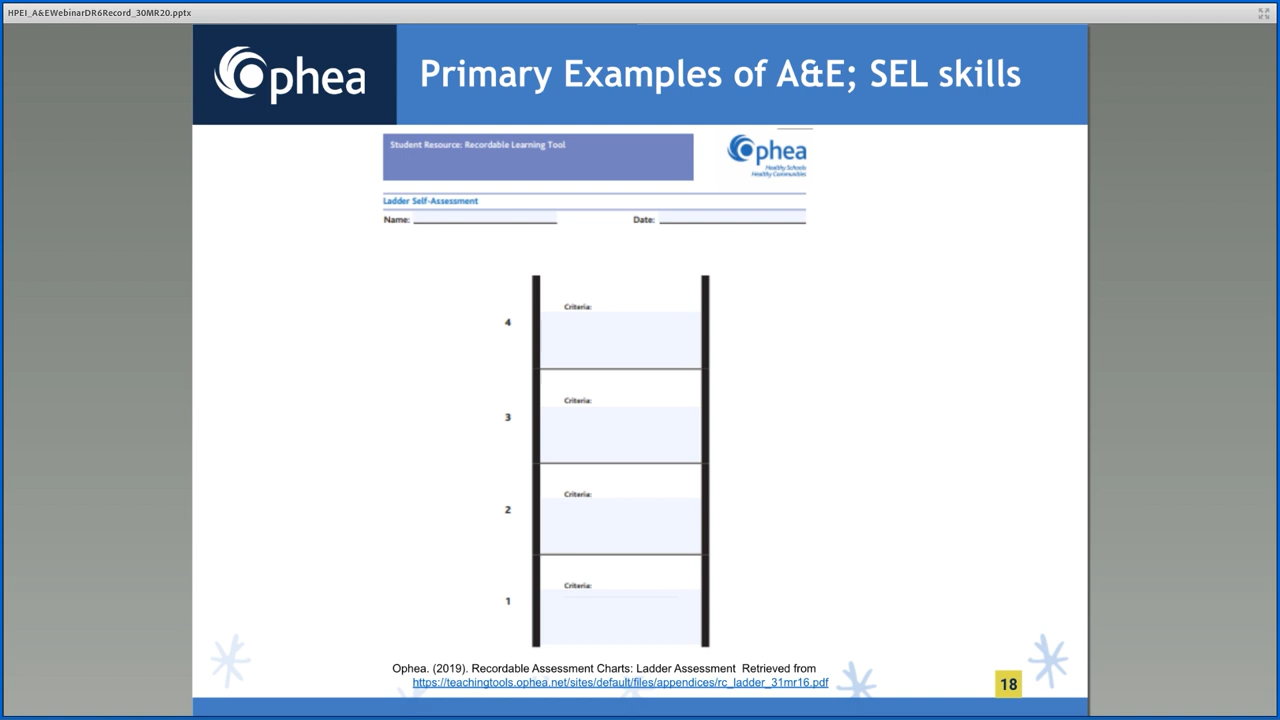 HPEI_A&EWebinarDR6Record_30MR20.pptx
Ophea
Primary Examples of A&E; SEL skills
Student Resource: Recordable Learning Tool
Ophea
Healthy Schools
Healthy Communities
Ladder Self-Assessment
Name:
Date:
Criteria:
4
Criteria:
3
Criteria:
2
Criteria:
1
Ophea. (2019). Recordable Assessment Charts: Ladder Assessment Retrieved from
https://teachingtools.ophea.net/sites/default/files/appendices/rc_ladder_31mr16.pdf
18